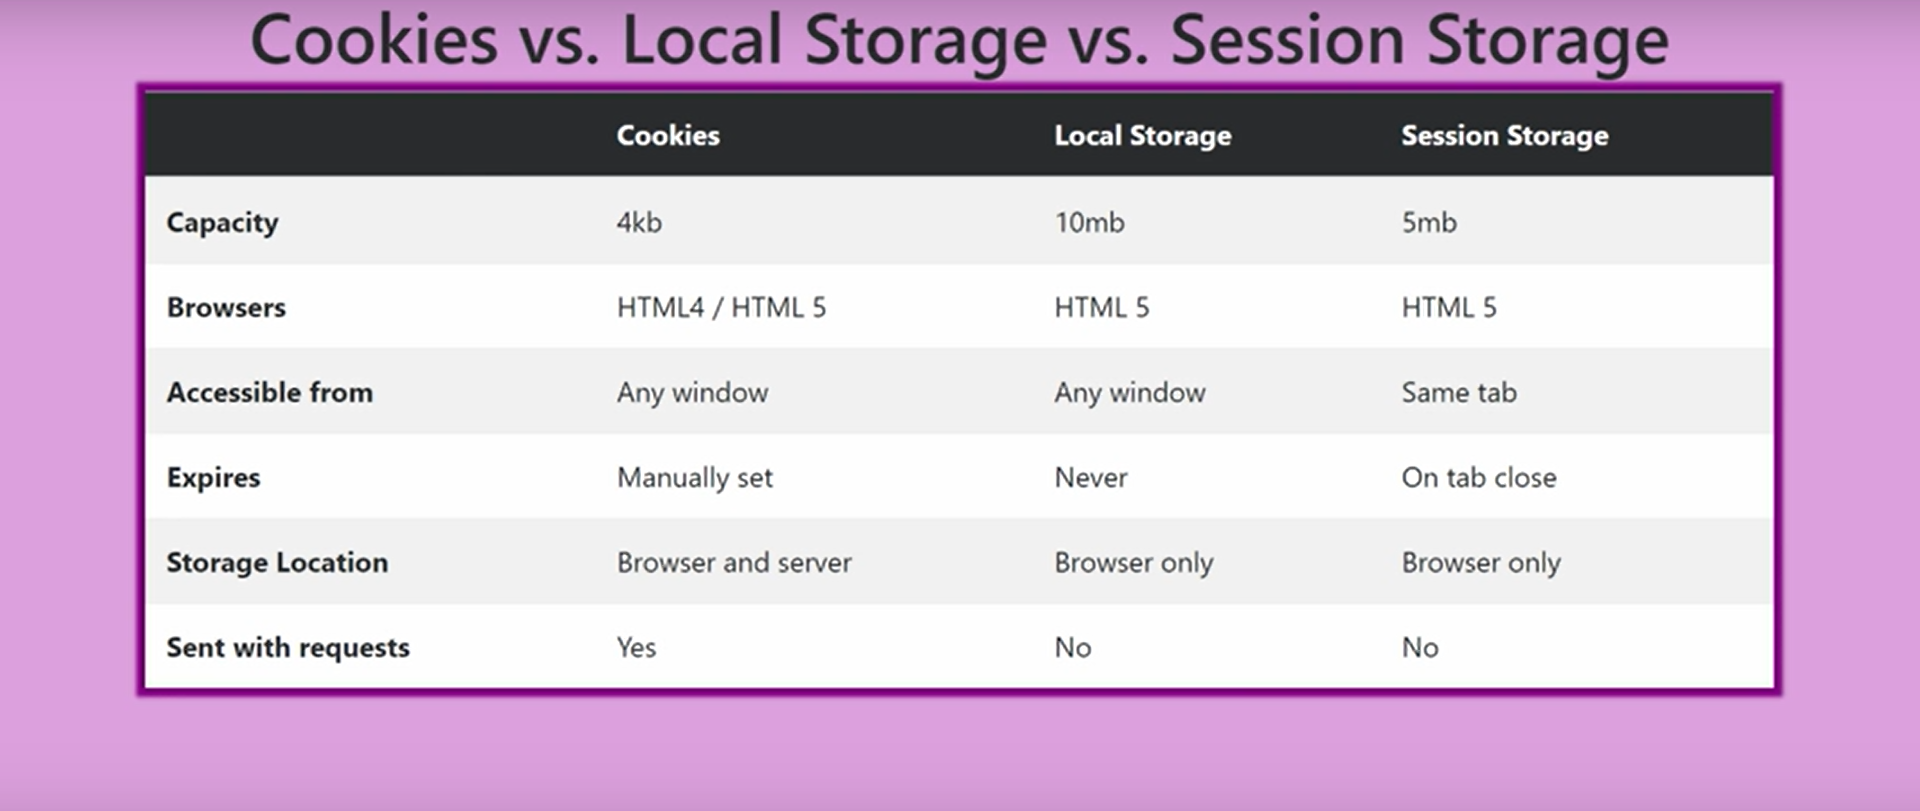 Cookies vs. Local Storage vs. Session Storage
Cookies Local Storage Session Storage
Capacity 4kb 10mb 5mb
Browsers HTML4 / HTML 5 HTML 5 HTML 5
Accessible from Any window Any window Same tab
Expires Manually set Never On tab close
Storage Location Browser and server Browser only Browser only
Sent with requests Yes No No